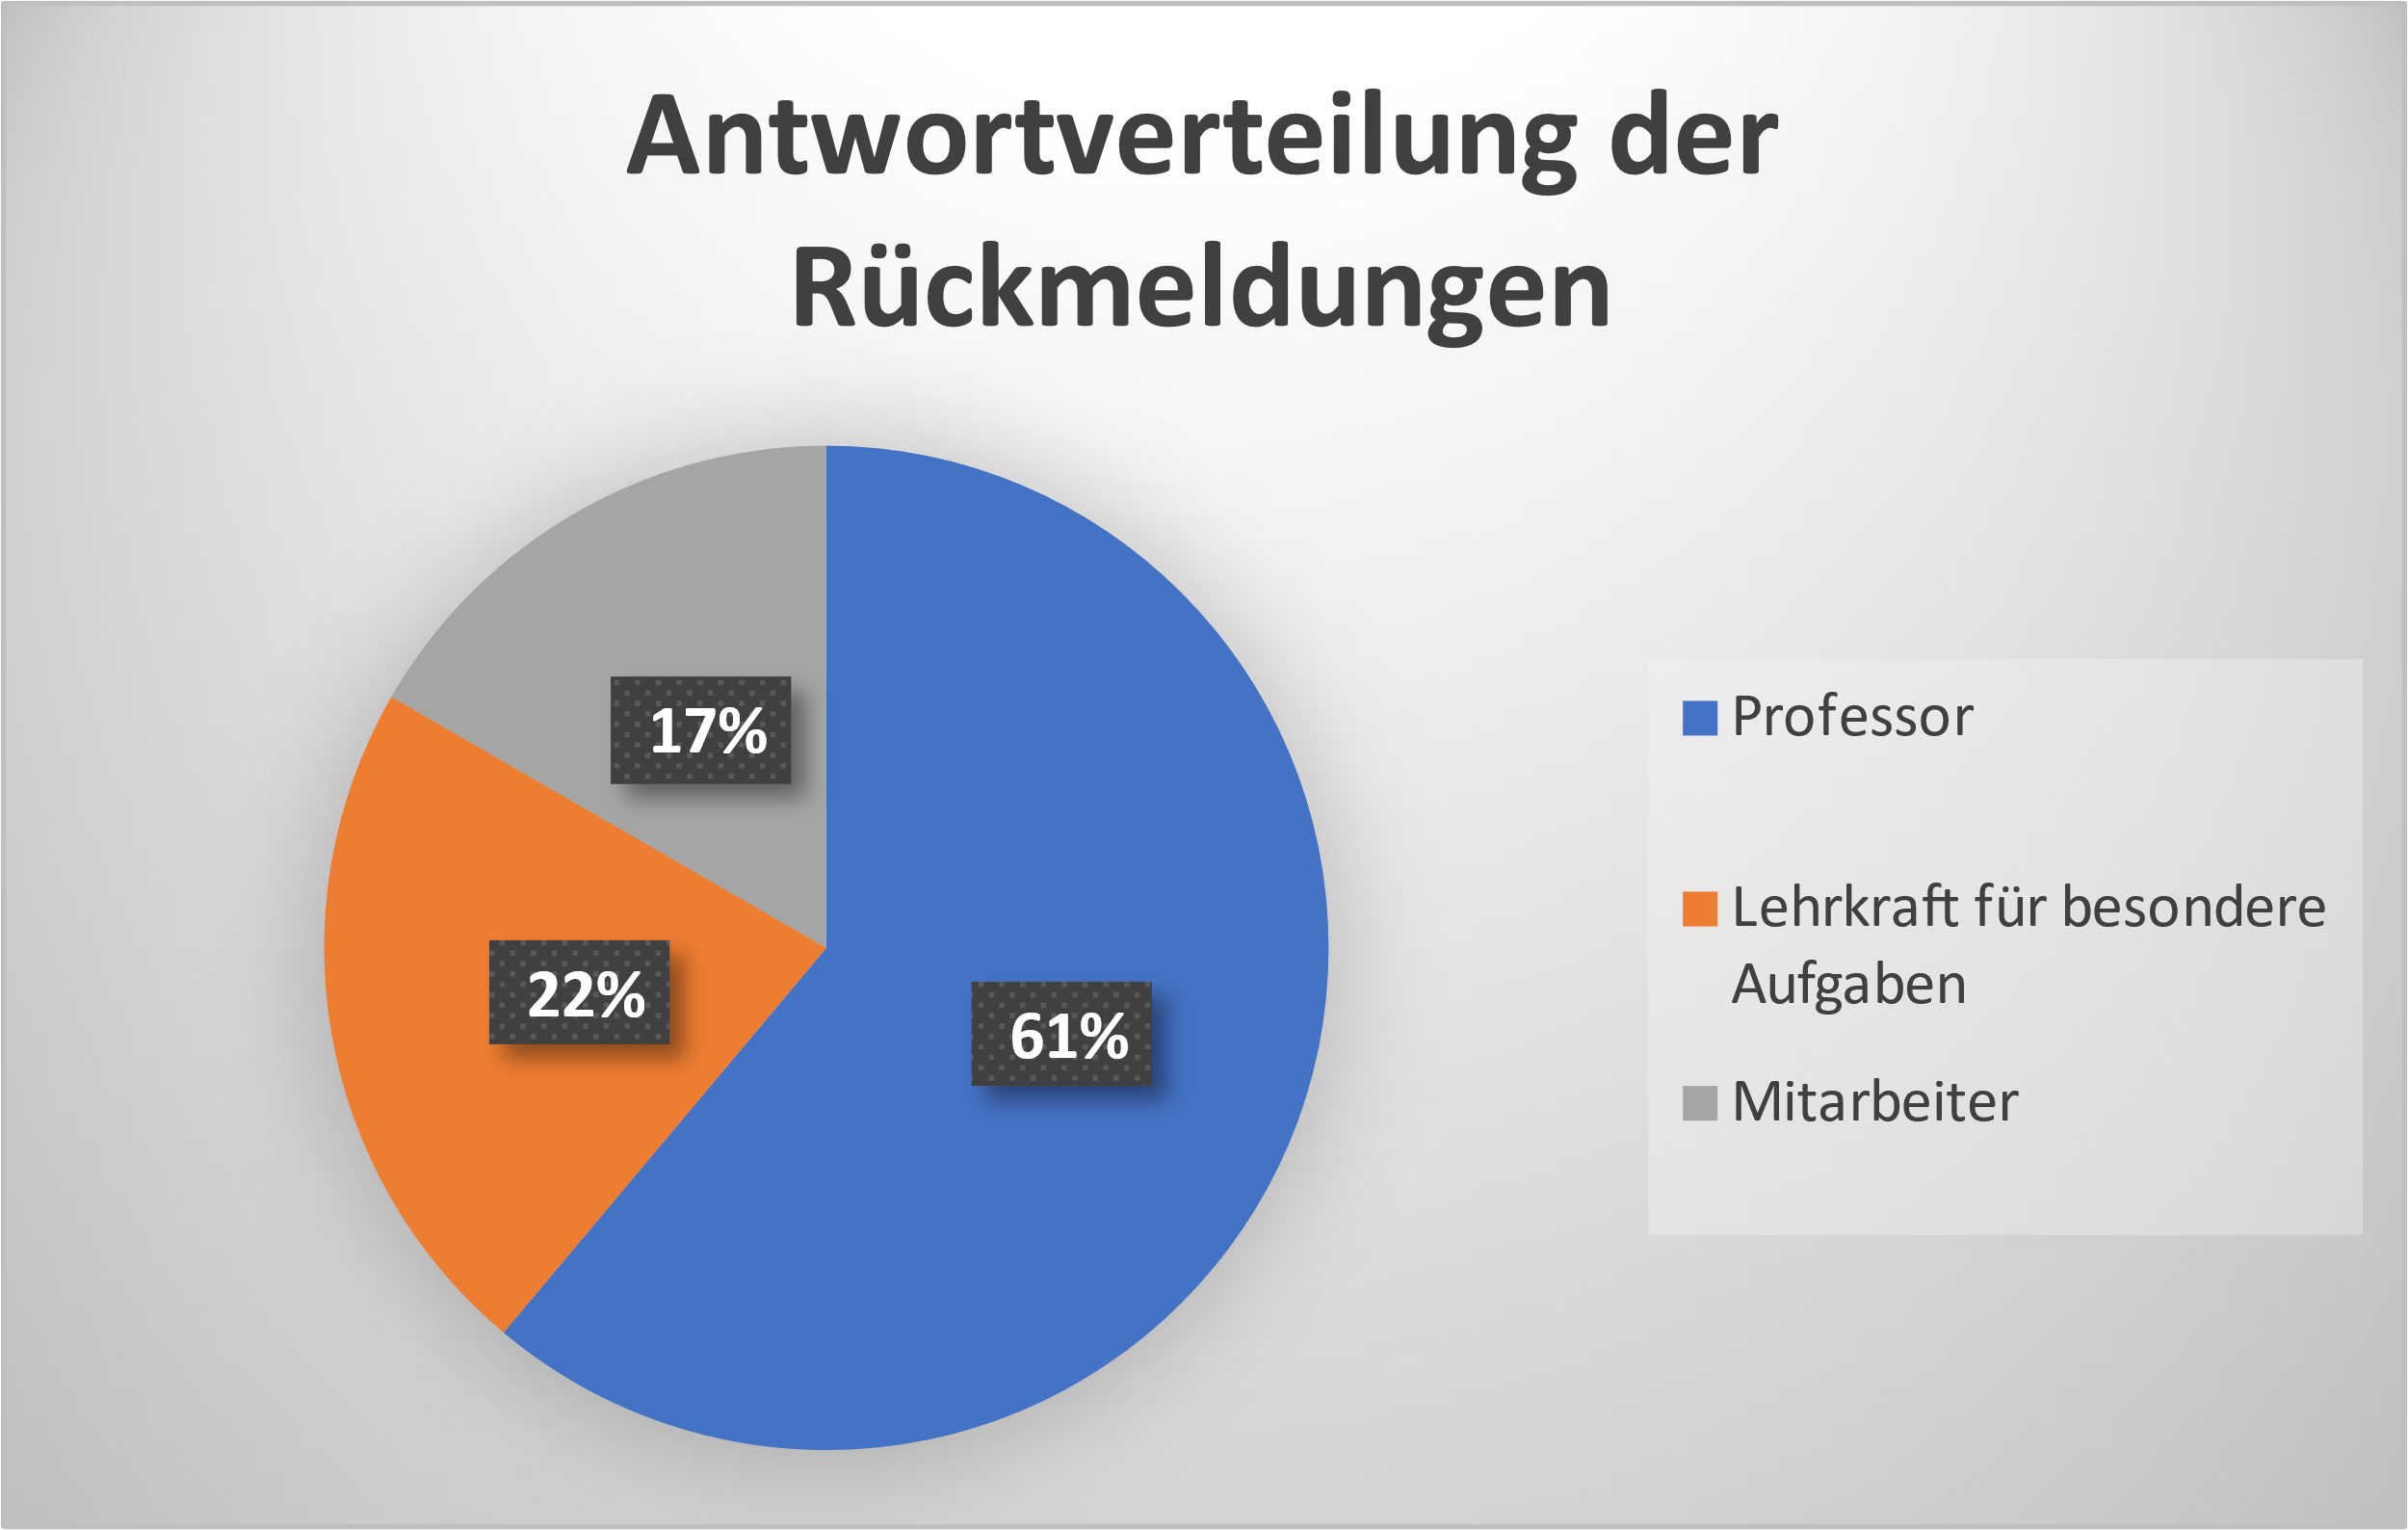 Antwortverteilung der
Rückmeldungen
17%
22%
61%
Professor
Lehrkraft für besondere
Aufgaben
Mitarbeiter